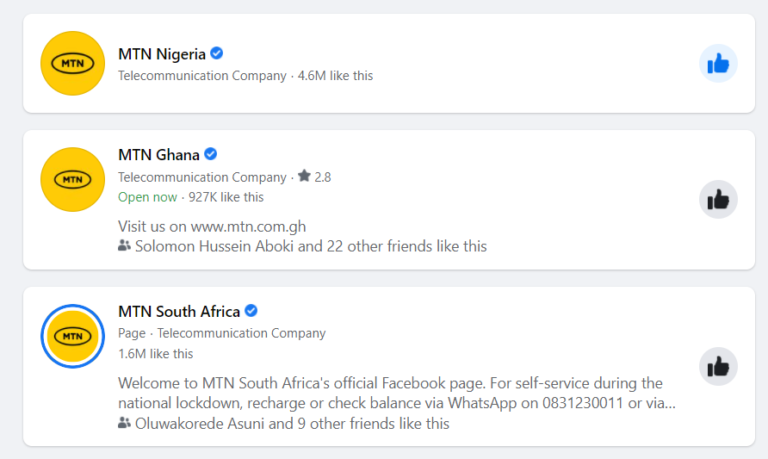 MTN
MTN Nigeria
Telecommunication Company · 4.6M like this
MTN
MTN Ghana
Telecommunication Company · ★ 2.8
Open now · 927K like this
Visit us on www.mtn.com.gh
Solomon Hussein Aboki and 22 other friends like this
MTN
MTN South Africa
Page · Telecommunication Company
1.6M like this
Welcome to MTN South Africa's official Facebook page. For self-service during the
national lockdown, recharge or check balance via WhatsApp on 0831230011 or via...
Oluwakorede Asuni and 9 other friends like this